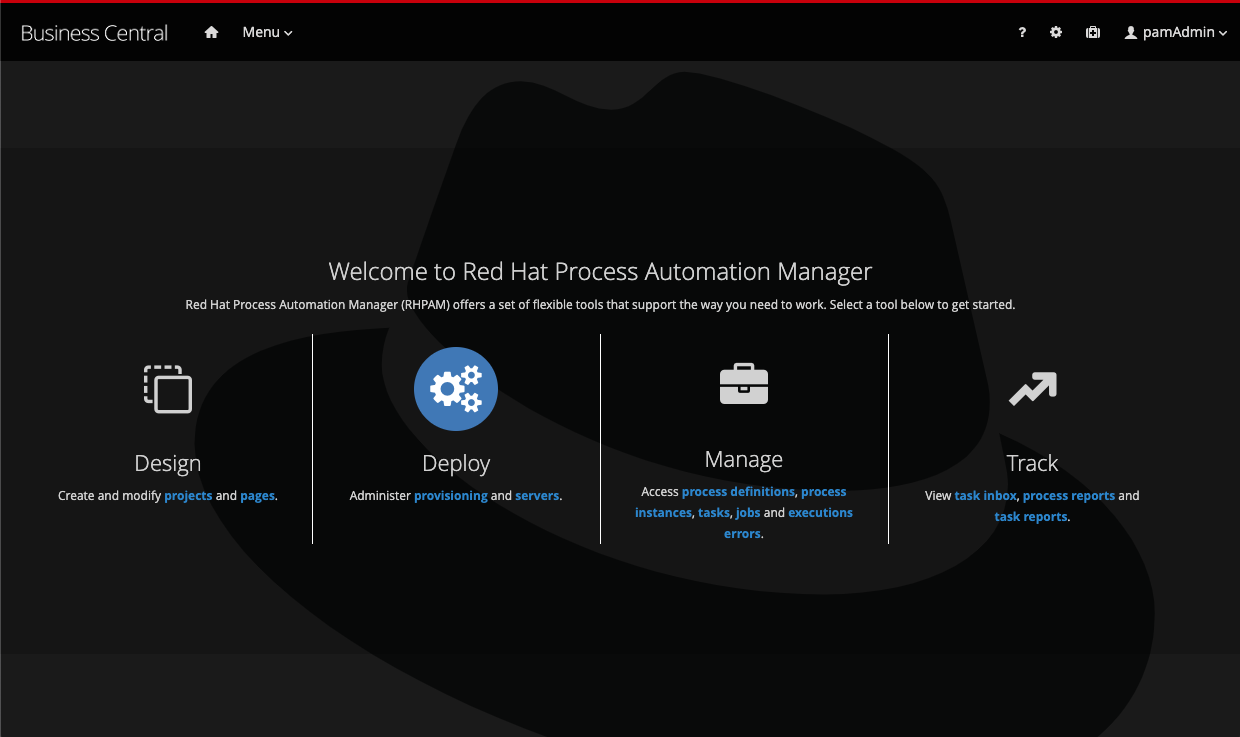 Business Central
Menu
?
pamAdmin
Welcome to Red Hat Process Automation Manager
Red Hat Process Automation Manager (RHPAM) offers a set of flexible tools that support the way you need to work. Select a tool below to get started.
Design
Create and modify projects and pages.
Deploy
Administer provisioning and servers.
Manage
Access process definitions, process
instances, tasks, jobs and executions
errors.
Track
View task inbox, process reports and
task reports.